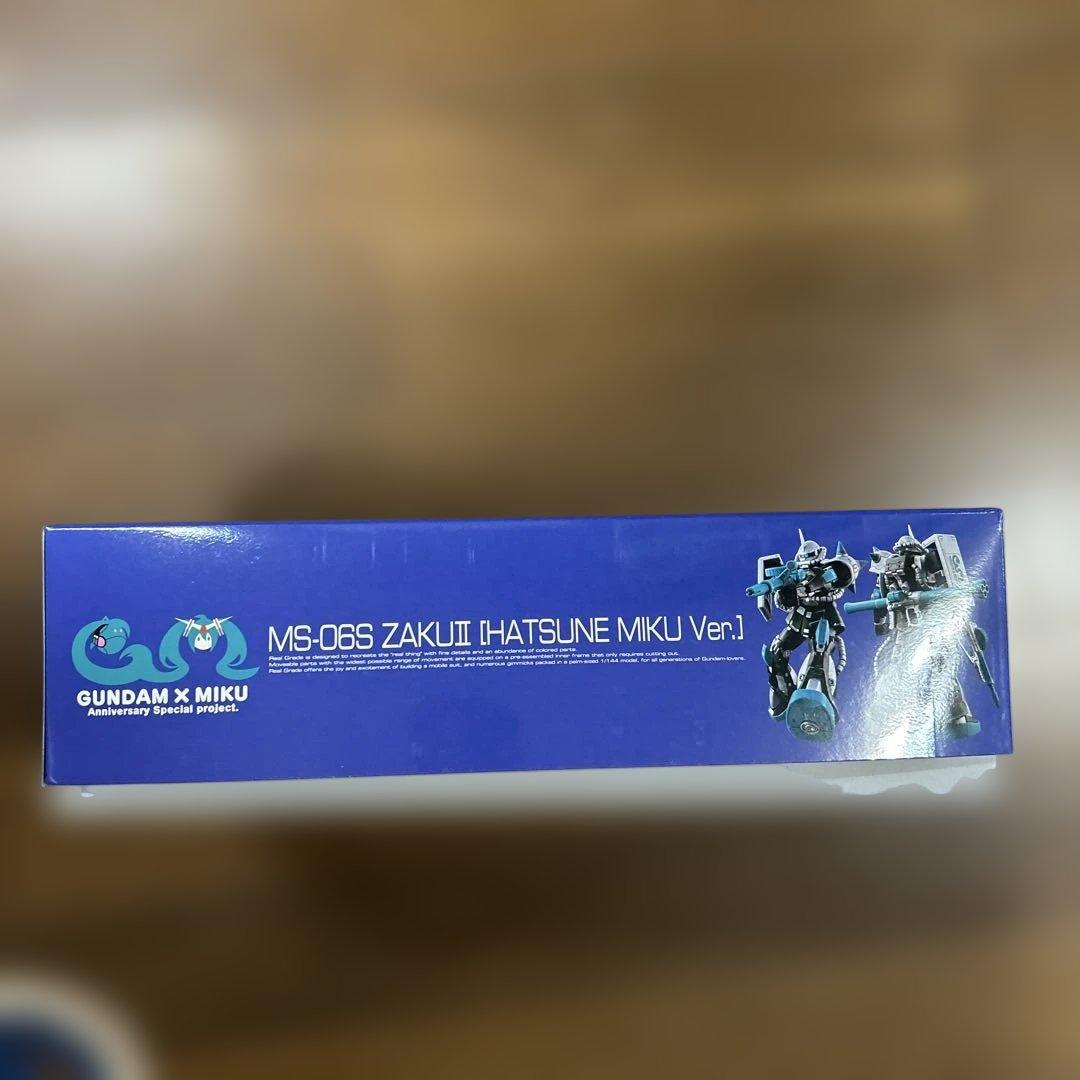 GUNDAM X MIKU
Anniversary Special project.
MS-06S ZAKUII [HATSUNE MIKU Ver.]
Real Grade is designed to recreate the "real thing" with fine details and an abundance of colored parts.
Moveable parts with the widest possible range of movement are equipped on a pre-assembled inner frame that only requires cutting out.
Real Grade offers the joy and excitement of building a mobile suit, and numerous gimmicks packed in a palm-sized 1/144 model, for all generations of Gundam-lovers.